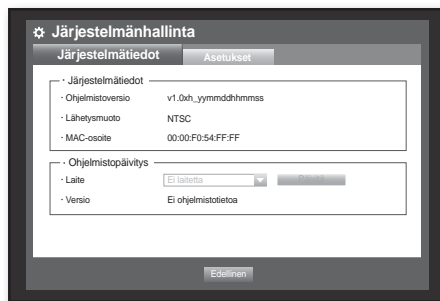 Järjestelmänhallinta
Järjestelmätiedot Asetukset
· Järjestelmätiedot
· Ohjelmistoversio v1.0xh_yymmddhhmmss
· Lähetysmuoto NTSC
· MAC-osoite 00:00:F0:54:FF:FF
· Ohjelmistopäivitys
· Laite Ei laitetta Päivitä
· Versio Ei ohjelmistotietoa
Edellinen